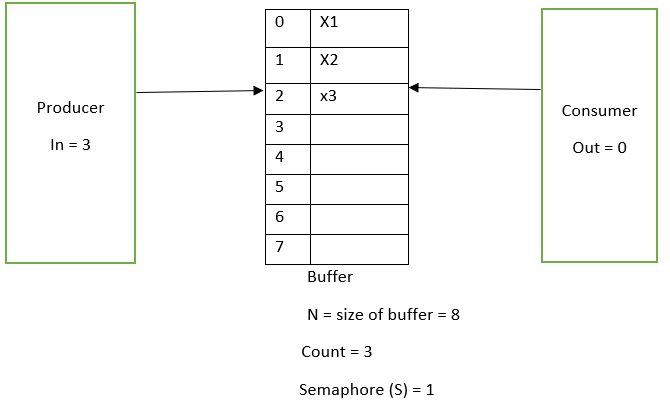 Producer
In = 3
0 X1
1 X2
2 x3
3
4
5
6
7
Buffer
Consumer
Out = 0
N = size of buffer = 8
Count = 3
Semaphore (S) = 1